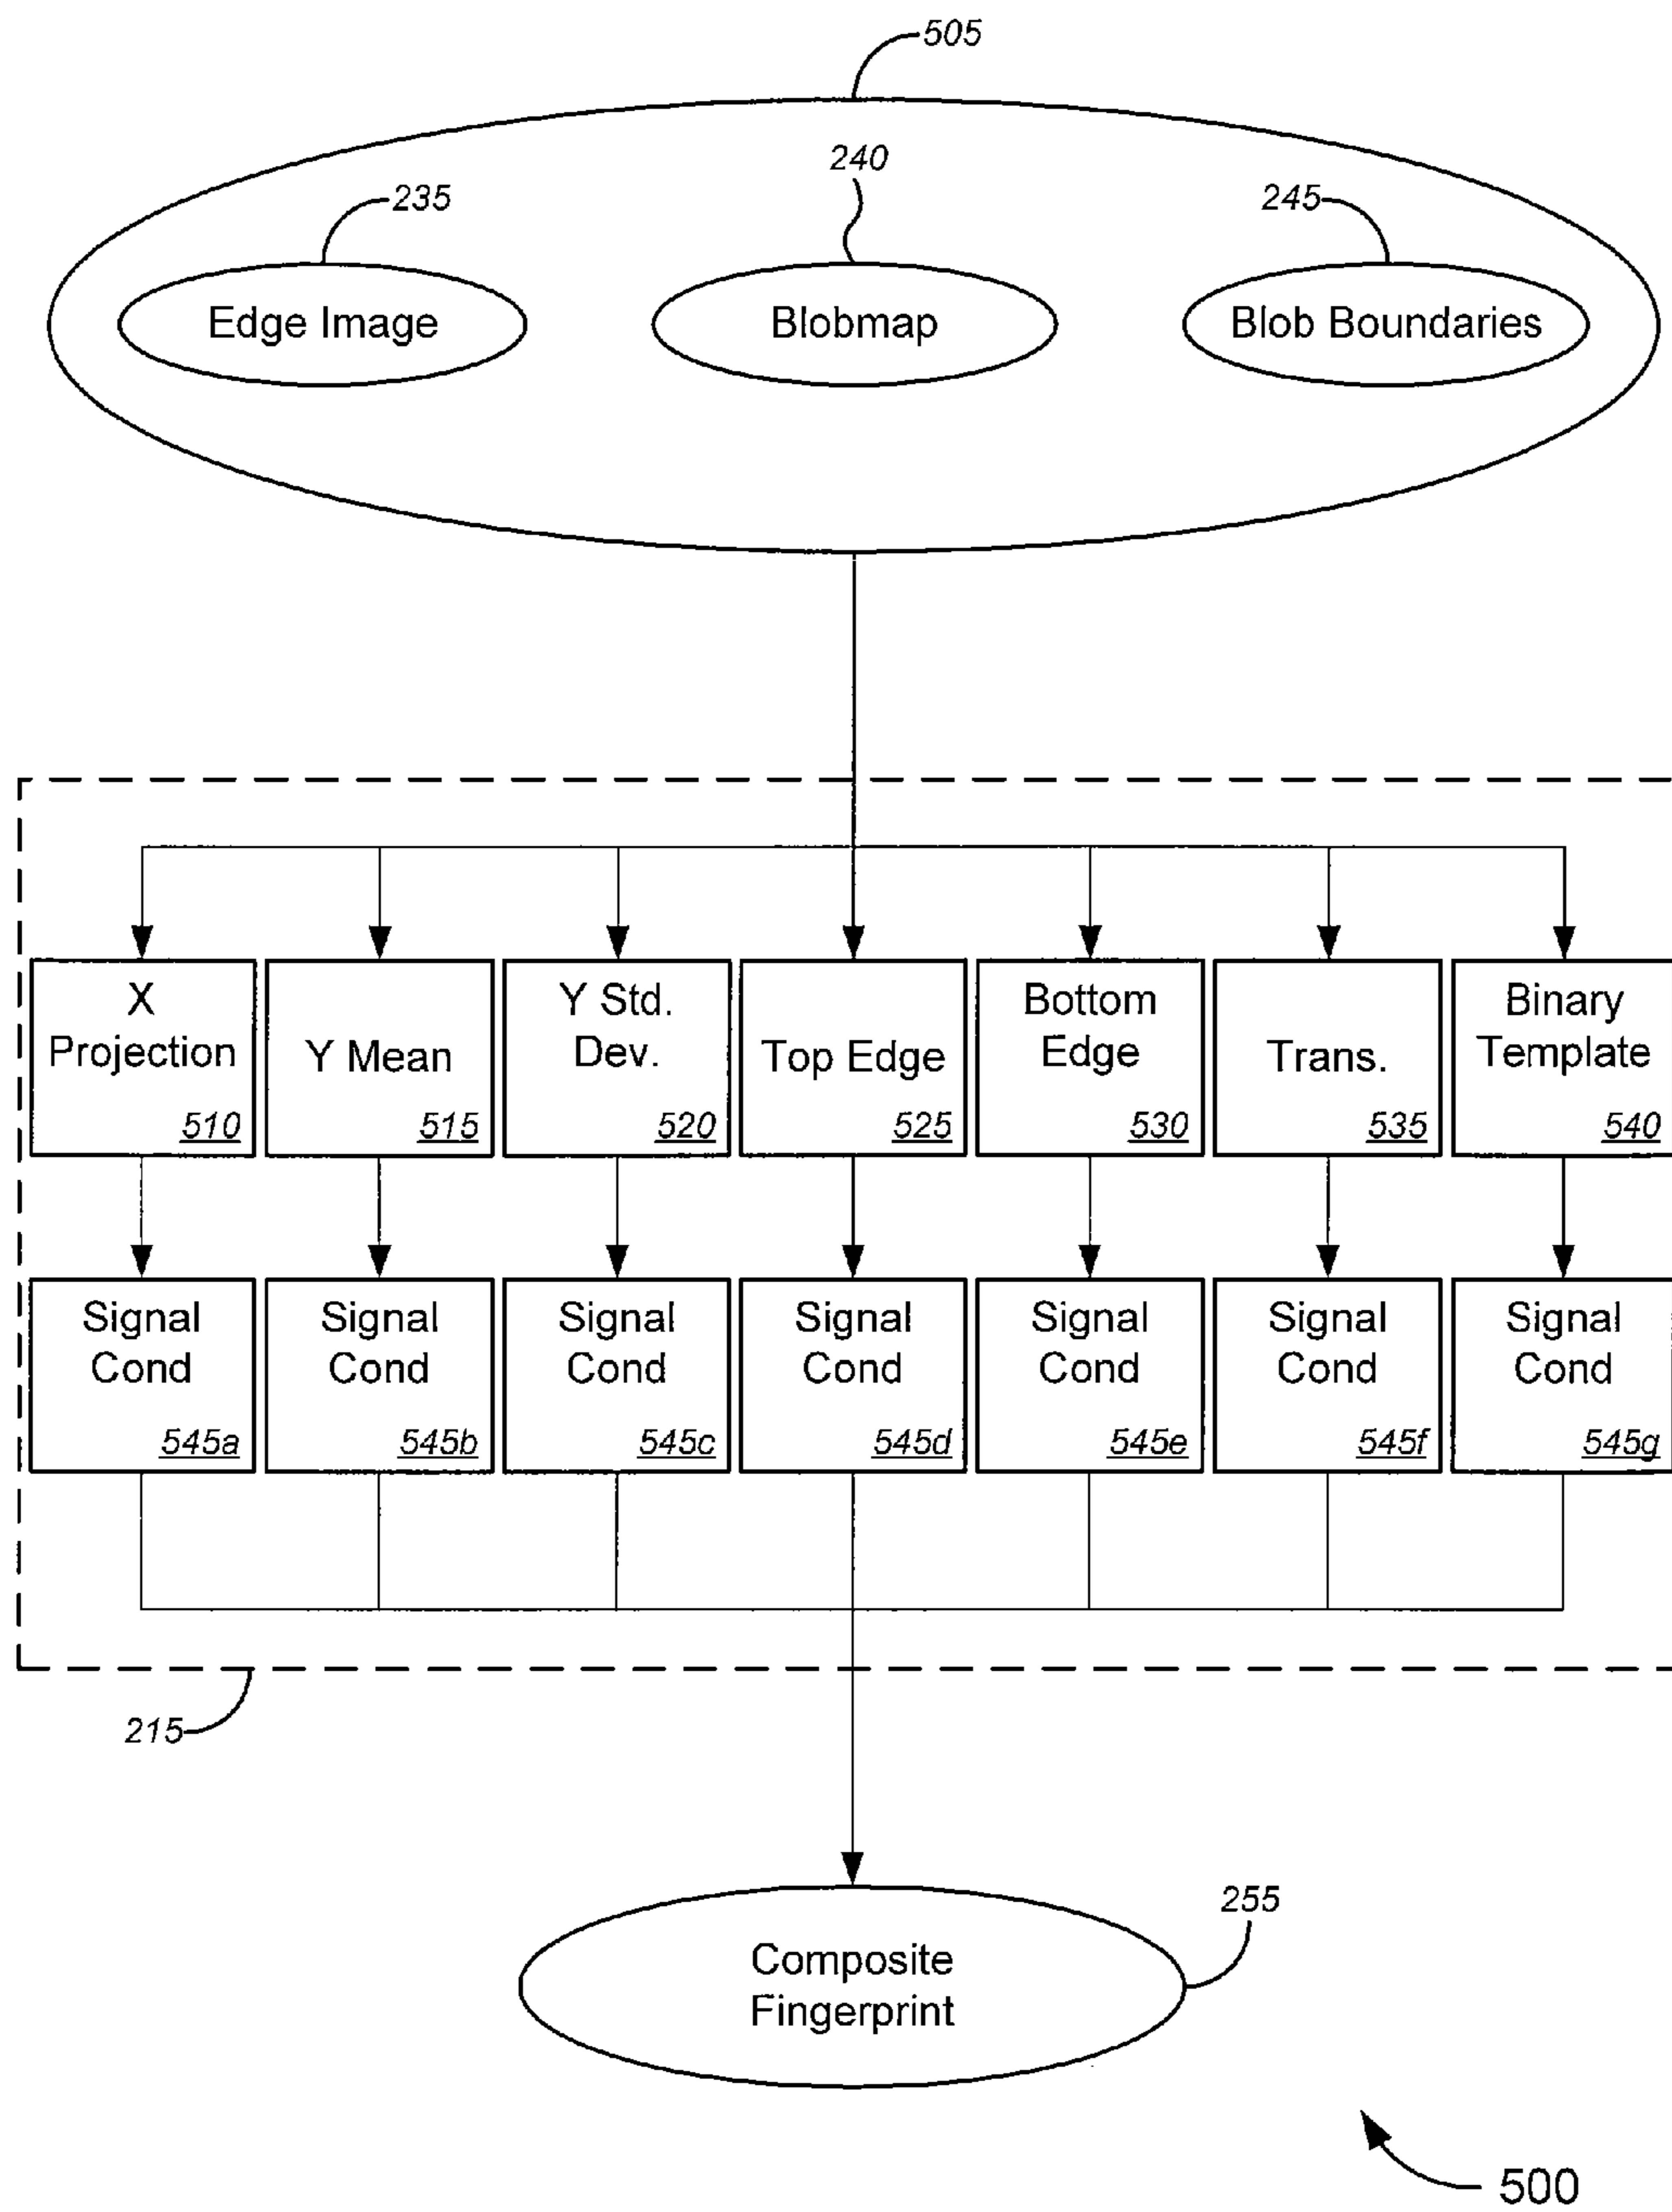 505
240
235
245
Edge Image
Blobmap
Blob Boundaries
X
Projection
510
Y Mean
515
Y Std.
Dev.
520
Top Edge
525
Bottom
Edge
530
Trans.
535
Binary
Template
540
Signal
Cond
545a
Signal
Cond
545b
Signal
Cond
545c
Signal
Cond
545d
Signal
Cond
545e
Signal
Cond
545f
Signal
Cond
545g
215
255
Composite
Fingerprint
500